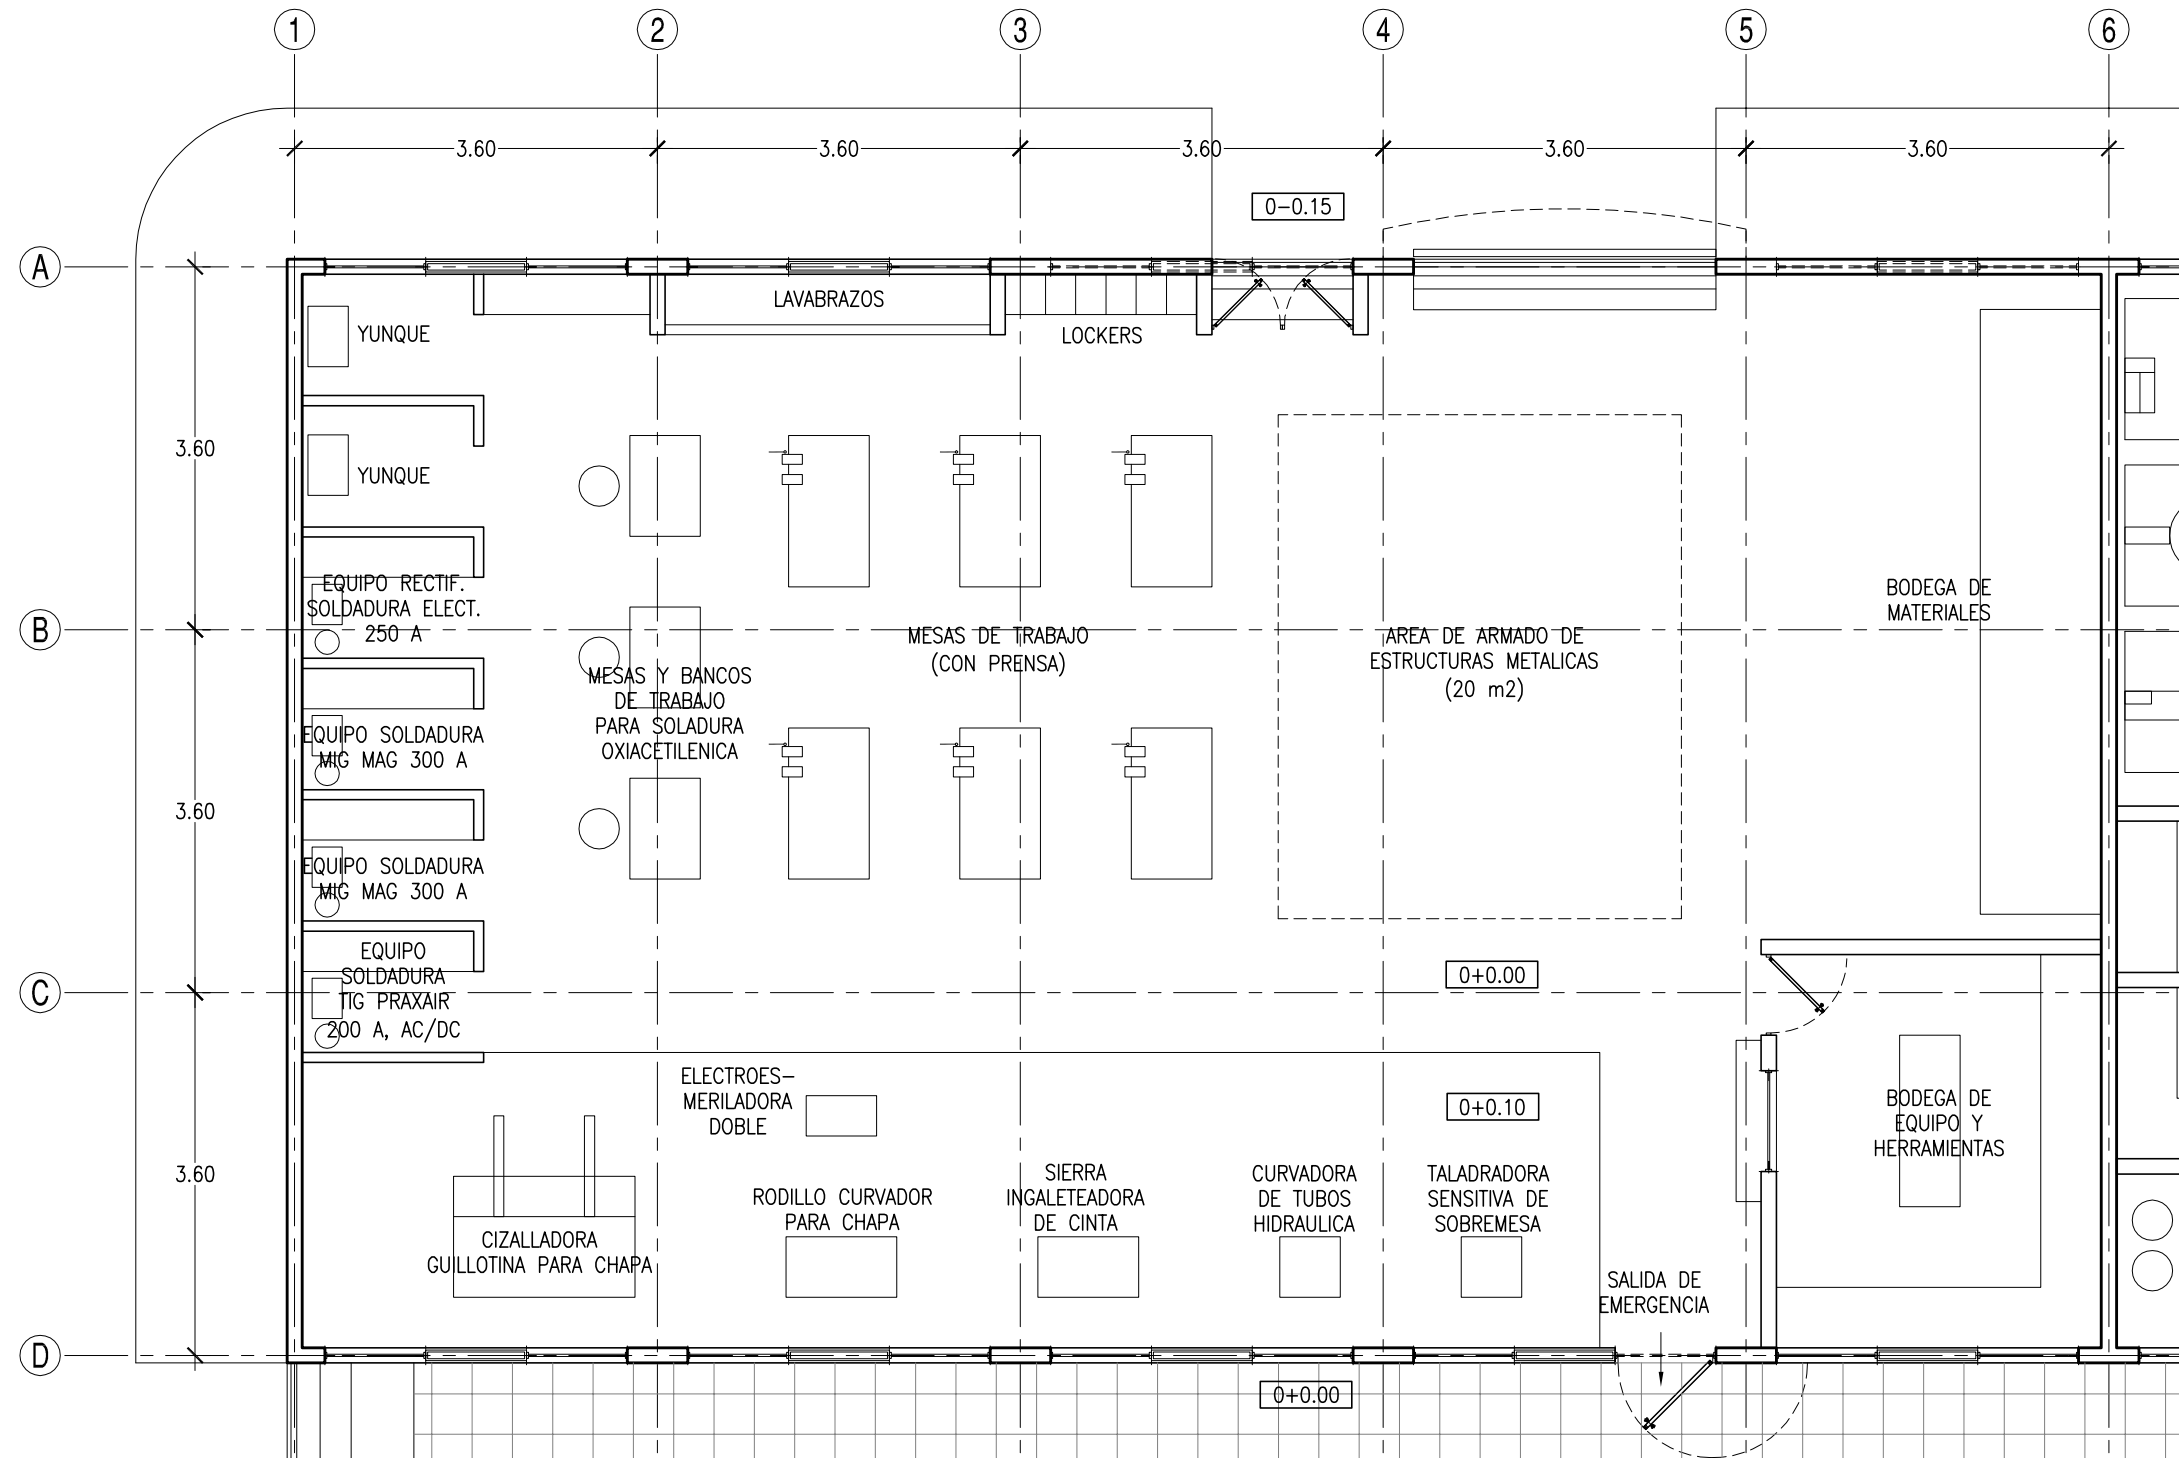 1 2 3 4 5 6
3.60 3.60 3.60 3.60 3.60
0-0.15
A
LAVABRAZOS
YUNQUE
LOCKERS
3.60
YUNQUE
EQUIPO RECTIF.
SOLDADURA ELECT.
250 A
B
BODEGA DE
MATERIALES
MESAS DE TRABAJO
(CON PRENSA)
AREA DE ARMADO DE
ESTRUCTURAS METALICAS
(20 m2)
MESAS Y BANCOS
DE TRABAJO
PARA SOLADURA
OXIACETILENICA
EQUIPO SOLDADURA
MIG MAG 300 A
3.60
EQUIPO SOLDADURA
MIG MAG 300 A
EQUIPO
SOLDADURA
TIG PRAXAIR
200 A, AC/DC
C
0+0.00
ELECTROES-
MERILADORA
DOBLE
0+0.10
BODEGA DE
EQUIPO Y
HERRAMIENTAS
3.60
CIZALLADORA
GUILLOTINA PARA CHAPA
RODILLO CURVADOR
PARA CHAPA
SIERRA
INGALETEADORA
DE CINTA
CURVADORA
DE TUBOS
HIDRAULICA
TALADRADORA
SENSITIVA DE
SOBREMESA
SALIDA DE
EMERGENCIA
D
0+0.00